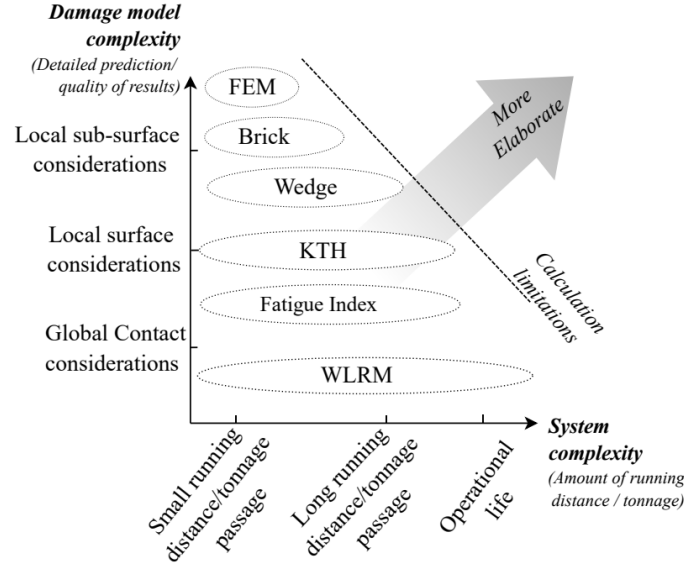 Damage model
complexity
(Detailed prediction/
quality of results)
FEM
Local sub-surface
considerations
Brick
Wedge
More
Elaborate
Local surface
considerations
KTH
Fatigue Index
Calculation
limitations
Global Contact
considerations
WLRM
Small running
distance/tonnage
passage
Long running
distance/tonnage
passage
Operational
life
System
complexity
(Amount of running
distance / tonnage)